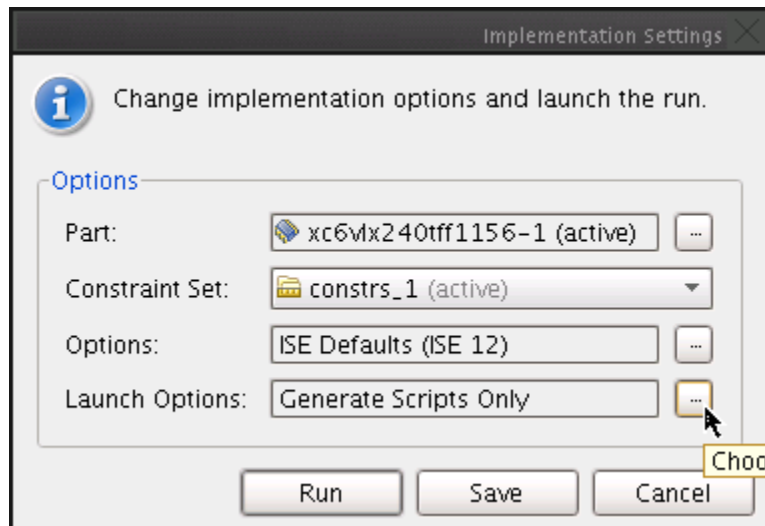 Implementation Settings
Change implementation options and launch the run.
Options
Part: xc6vlx240tff1156-1 (active) ...
Constraint Set: constrs_1 (active)
Options: ISE Defaults (ISE 12) ...
Launch Options: Generate Scripts Only ...
Choo
Run Save Cancel